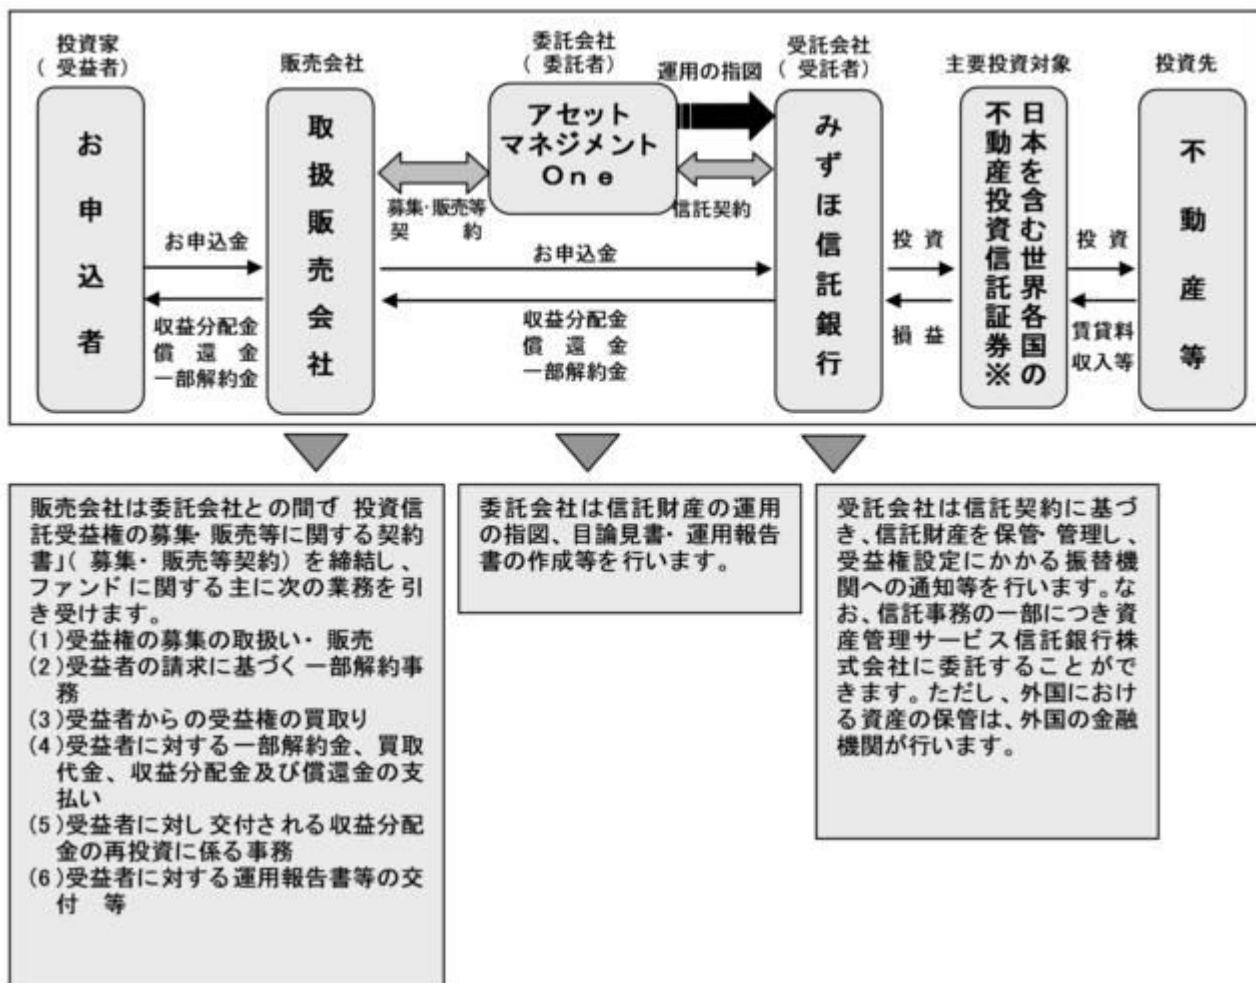 投資家
(受益者)
お申込者
お申込金
収益分配金
償還金
一部解約金
販売会社
取扱販売会社
募集・販売等
契約
委託会社
(委託者)
アセット
マネジメント
One
運用の指図
信託契約
お申込金
収益分配金
償還金
一部解約金
受託会社
(受託者)
みずほ信託銀行
投資
損益
主要投資対象
日本を含む世界各国の
不動産投資信託証券※
投資
賃貸料
収入等
投資先
不動産等
販売会社は委託会社との間で 投資信
託受益権の募集・販売等に関する契約
書」(募集・販売等契約)を締結し、
ファンドに関する主に次の業務を引
き受けます。
(1)受益権の募集の取扱い・販売
(2)受益者の請求に基づく一部解約事
務
(3)受益者からの受益権の買取り
(4)受益者に対する一部解約金、買取
代金、収益分配金及び償還金の支
払い
(5)受益者に対し交付される収益分配
金の再投資に係る事務
(6)受益者に対する運用報告書等の交
付 等
委託会社は信託財産の運用
の指図、目論見書・運用報告
書の作成等を行います。
受託会社は信託契約に基づ
き、信託財産を保管・管理し、
受益権設定にかかる振替機
関への通知等を行います。な
お、信託事務の一部につき資
産管理サービス信託銀行株
式会社に委託することがで
きます。ただし、外国におけ
る資産の保管は、外国の金融
機関が行います。